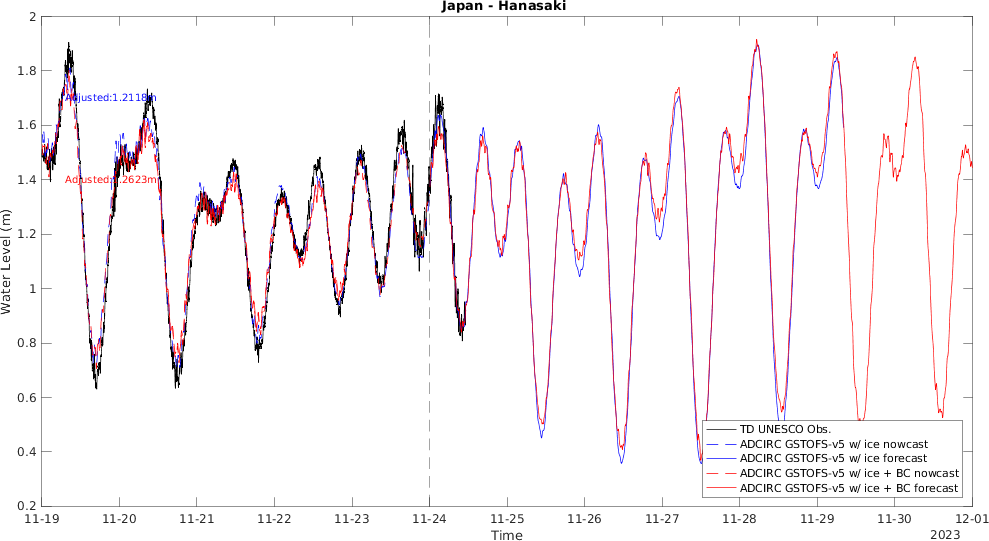 Japan - Hanasaki
2
1.8
1.6
1.4
1.2
1
0.8
0.6
0.4
0.2
Water Level (m)
Adjusted:1.2118m
Adjusted:1.2623m
TD UNESCO Obs.
ADCIRC GSTOFS-v5 w/ ice nowcast
ADCIRC GSTOFS-v5 w/ ice forecast
ADCIRC GSTOFS-v5 w/ ice + BC nowcast
ADCIRC GSTOFS-v5 w/ ice + BC forecast
11-19 11-20 11-21 11-22 11-23 11-24 11-25 11-26 11-27 11-28 11-29 11-30 12-01
Time
2023